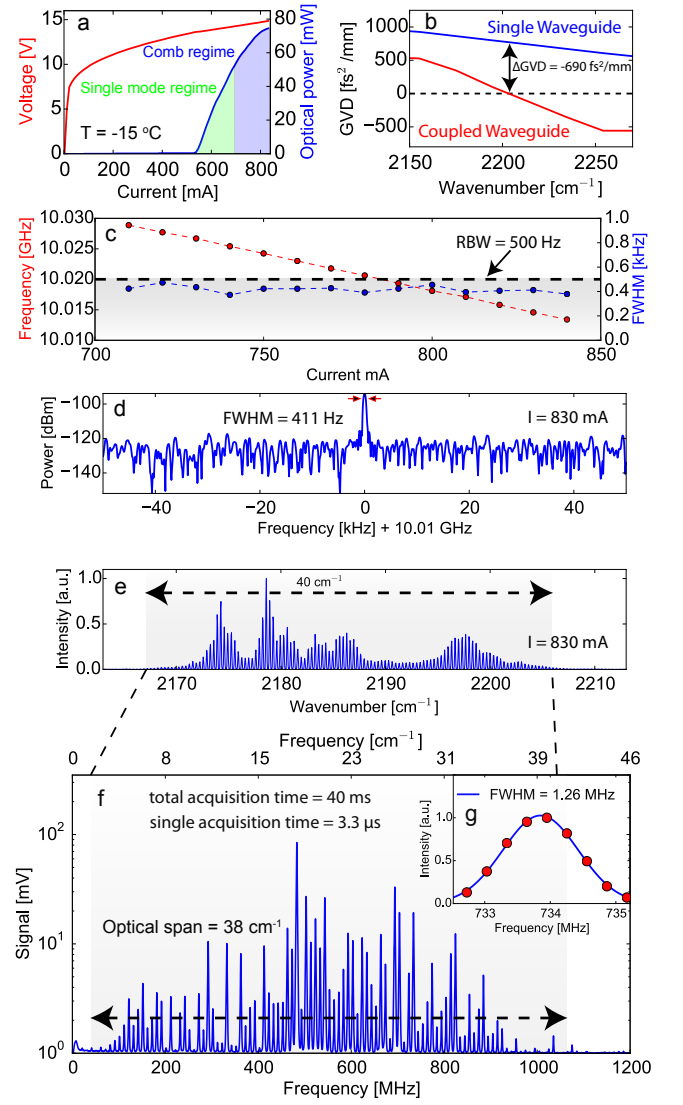 a
Voltage [V]
15
10
5
0
Comb regime
Single mode regime
T = -15 °C
80
60
40
20
0
Optical power [mW]
0 200 400 600 800
Current [mA]
b
Single Waveguide
ΔGVD = -690 fs²/mm
Coupled Waveguide
GVD [fs² /mm]
1000
500
0
−500
2150 2200 2250
Wavenumber [cm⁻¹]
c
Frequency [GHz]
10.030
10.025
10.020
10.015
10.010
RBW = 500 Hz
1.0
0.8
0.6
0.4
0.2
0.0
FWHM [kHz]
700 750 800 850
Current mA
d
Power [dBm]
−100
−120
−140
FWHM = 411 Hz
I = 830 mA
−40 −20 0 20 40
Frequency [kHz] + 10.01 GHz
e
Intensity [a.u.]
1.0
0.5
0.0
40 cm⁻¹
I = 830 mA
2170 2180 2190 2200 2210
Wavenumber [cm⁻¹]
Frequency [cm⁻¹]
0 8 12 17 23 32 39 46
f
total acquisition time = 40 ms
single acquisition time = 3.3 µs
Optical span = 38 cm⁻¹
Signal [mV]
10²
10¹
10⁰
g
FWHM = 1.26 MHz
Intensity [a.u.]
1.0
0.5
0.0
733 734 735
Frequency [MHz]
0 200 400 600 800 1000 1200
Frequency [MHz]